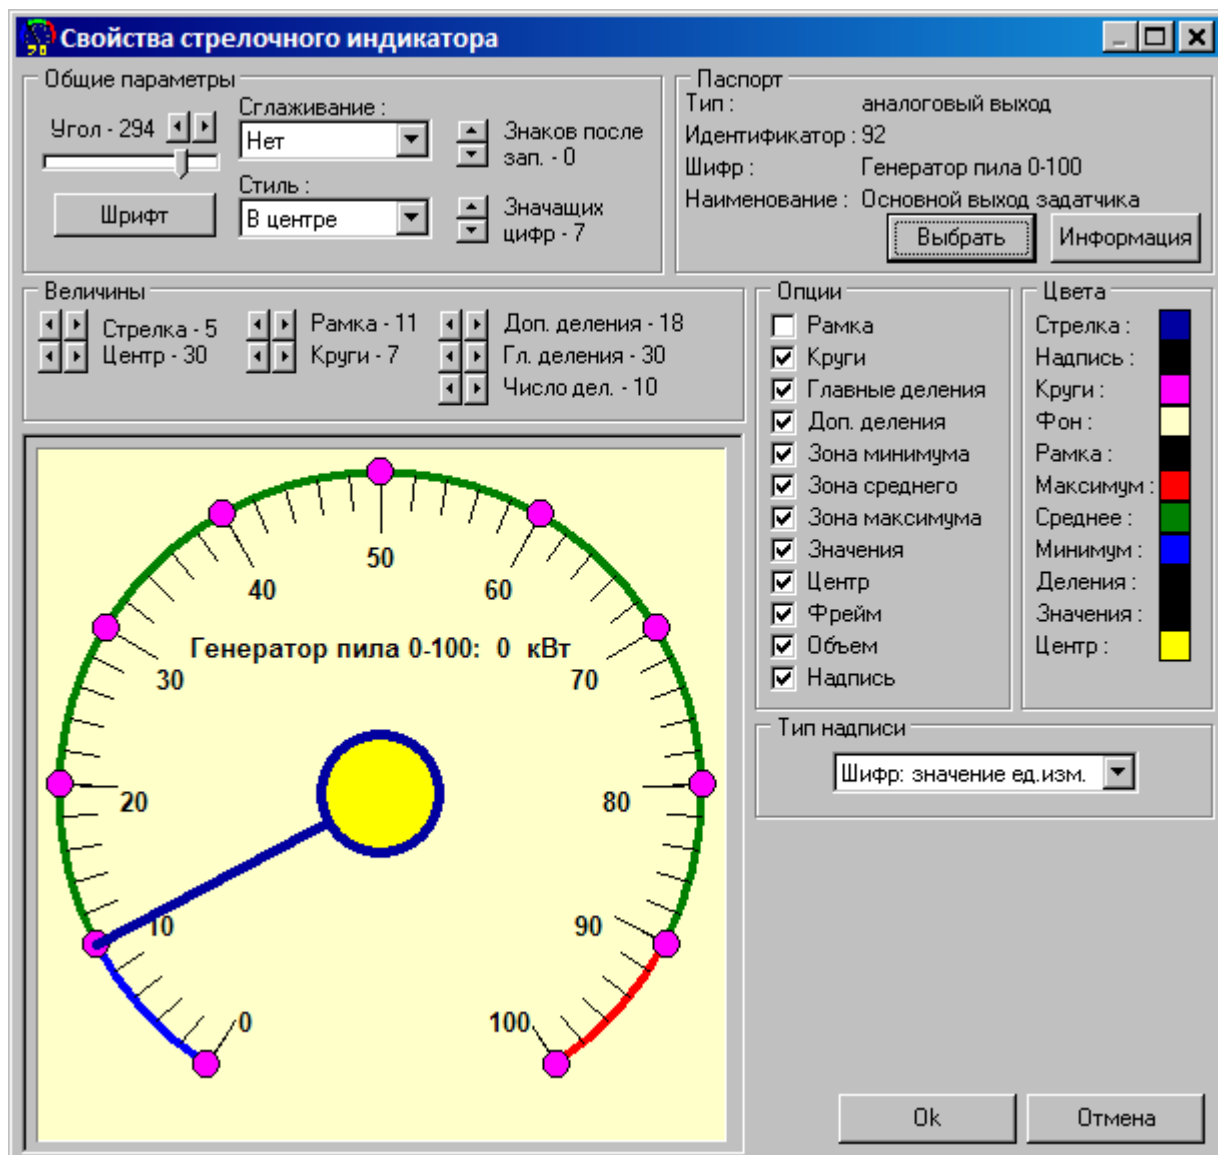 Свойства стрелочного индикатора
Общие параметры
Угол - 294
Сглаживание :
Нет
Знаков после
зап. - 0
Шрифт
Стиль :
В центре
Значащих
цифр - 7
Паспорт
Тип : аналоговый выход
Идентификатор : 92
Шифр : Генератор пила 0-100
Наименование : Основной выход задатчика
Выбрать
Информация
Величины
Стрелка - 5
Центр - 30
Рамка - 11
Круги - 7
Доп. деления - 18
Гл. деления - 30
Число дел. - 10
Опции
Рамка
Круги
Главные деления
Доп. деления
Зона минимума
Зона среднего
Зона максимума
Значения
Центр
Фрейм
Объем
Надпись
Цвета
Стрелка :
Надпись :
Круги :
Фон :
Рамка :
Максимум :
Среднее :
Минимум :
Деления :
Значения :
Центр :
50
40
60
Генератор пила 0-100: 0 кВт
30
70
20
80
10
90
0
100
Тип надписи
Шифр: значение ед.изм.
Ok
Отмена